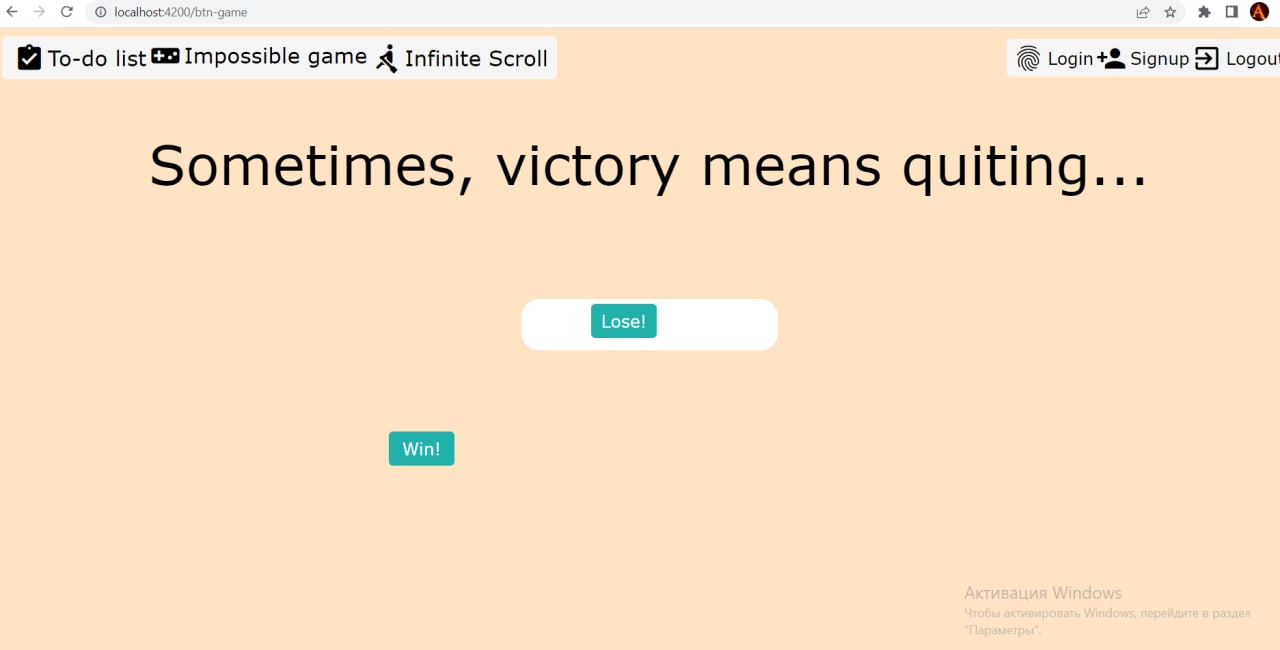 localhost:4200/btn-game
To-do list Impossible game Infinite Scroll Login Signup Logout
Sometimes, victory means quiting...
Lose!
Win!
Активация Windows
Чтобы активировать Windows, перейдите в раздел
"Параметры".